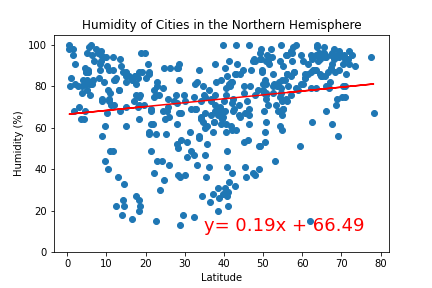 Humidity of Cities in the Northern Hemisphere
100
80
60
40
20
0
Humidity (%)
y= 0.19x + 66.49
0 10 20 30 40 50 60 70 80
Latitude